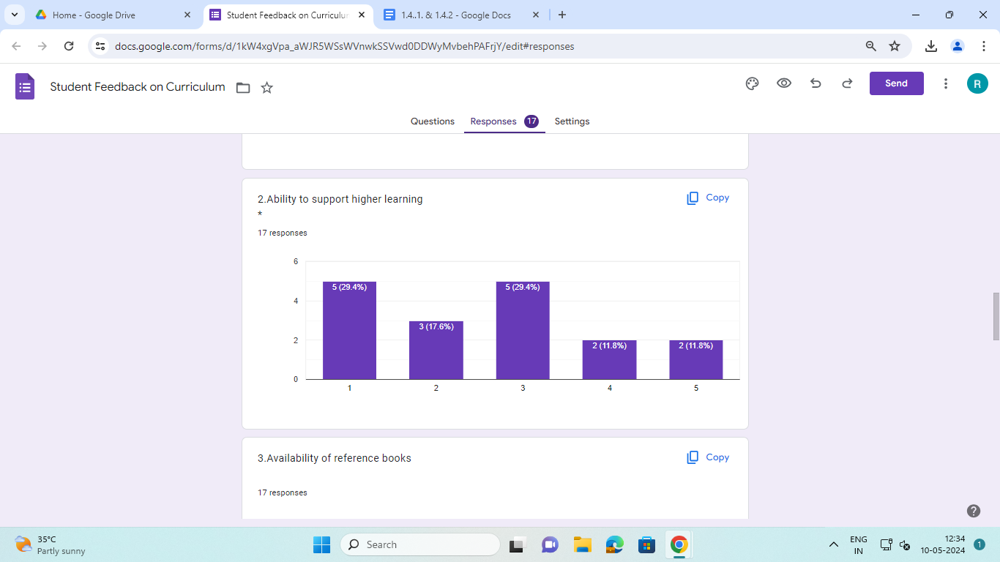 Home - Google Drive
Student Feedback on Curricul
1.4..1. & 1.4.2 - Google Docs
docs.google.com/forms/d/1kW4xgVpa_aWJR5WSsWVnwkSSVwd0DDWyMvbehPAFrjY/edit#responses
Student Feedback on Curriculum
Send
R
Questions
Responses 17
Settings
2.Ability to support higher learning
*
Copy
17 responses
6
4
2
0
5 (29.4%)
3 (17.6%)
5 (29.4%)
2 (11.8%)
2 (11.8%)
1 2 3 4 5
3.Availability of reference books
Copy
17 responses
35°C
Partly sunny
Search
ENG
IN
12:34
10-05-2024
1